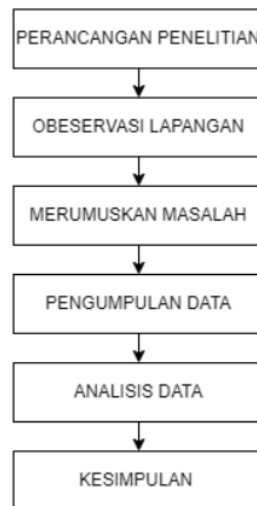 PERANCANGAN PENELITIAN
OBESERVASI LAPANGAN
MERUMUSKAN MASALAH
PENGUMPULAN DATA
ANALISIS DATA
KESIMPULAN